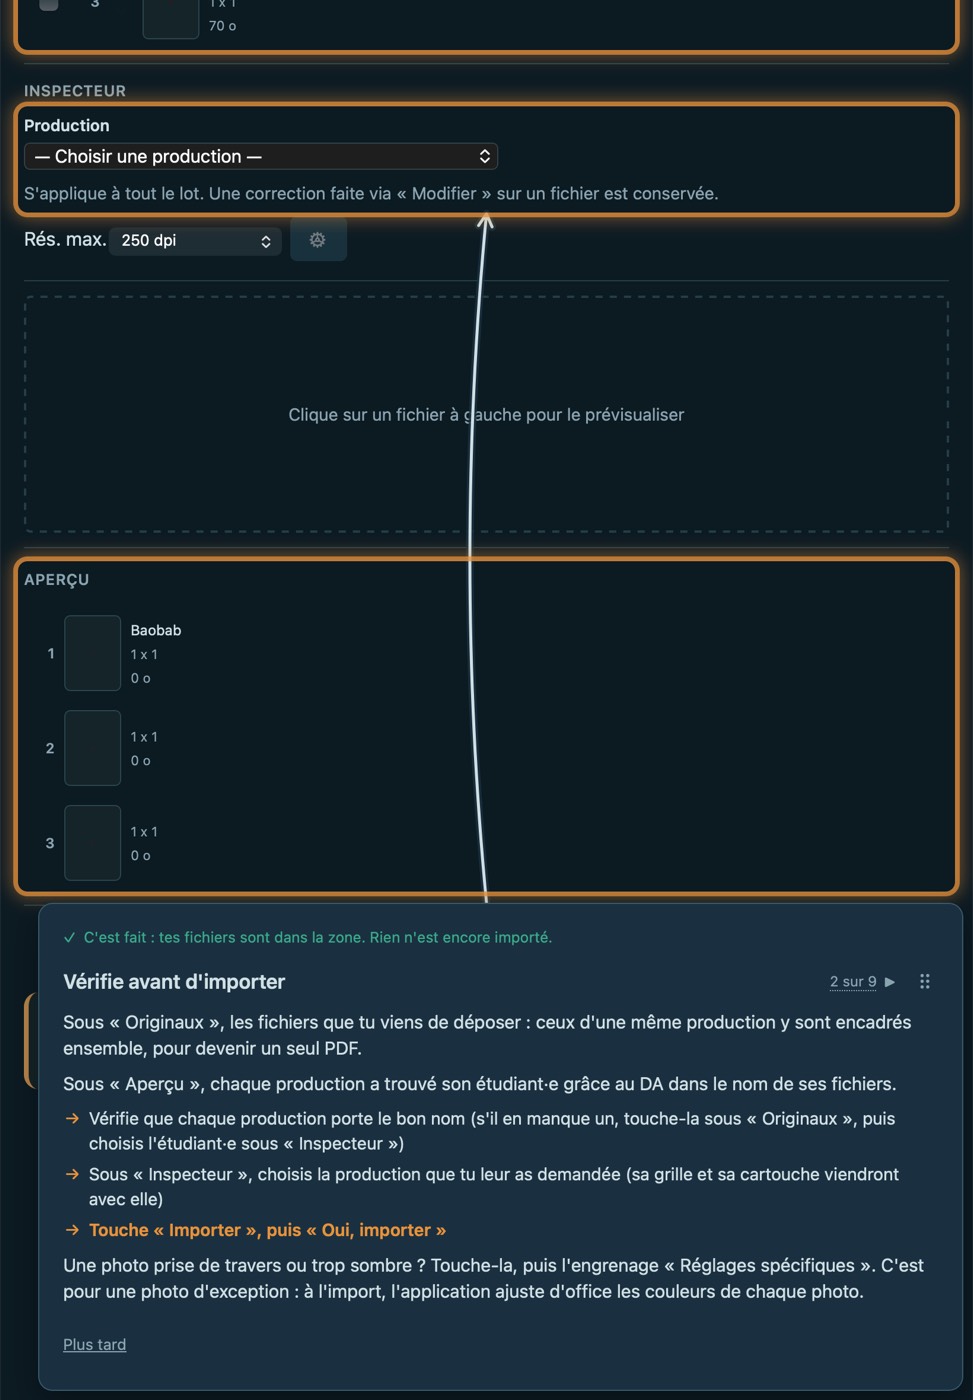 3
1 x 1
70 o
INSPECTEUR
Production
— Choisir une production —
S'applique à tout le lot. Une correction faite via « Modifier » sur un fichier est conservée.
Rés. max. 250 dpi
Clique sur un fichier à gauche pour le prévisualiser
APERÇU
Baobab
1
1 x 1
0 o
2
1 x 1
0 o
3
1 x 1
0 o
✓ C'est fait : tes fichiers sont dans la zone. Rien n'est encore importé.
Vérifie avant d'importer
2 sur 9 ▶
Sous « Originaux », les fichiers que tu viens de déposer : ceux d'une même production y sont encadrés
ensemble, pour devenir un seul PDF.
Sous « Aperçu », chaque production a trouvé son étudiant·e grâce au DA dans le nom de ses fichiers.
→ Vérifie que chaque production porte le bon nom (s'il en manque un, touche-la sous « Originaux », puis
choisis l'étudiant·e sous « Inspecteur »)
→ Sous « Inspecteur », choisis la production que tu leur as demandée (sa grille et sa cartouche viendront
avec elle)
→ Touche « Importer », puis « Oui, importer »
Une photo prise de travers ou trop sombre ? Touche-la, puis l'engrenage « Réglages spécifiques ». C'est
pour une photo d'exception : à l'import, l'application ajuste d'office les couleurs de chaque photo.
Plus tard